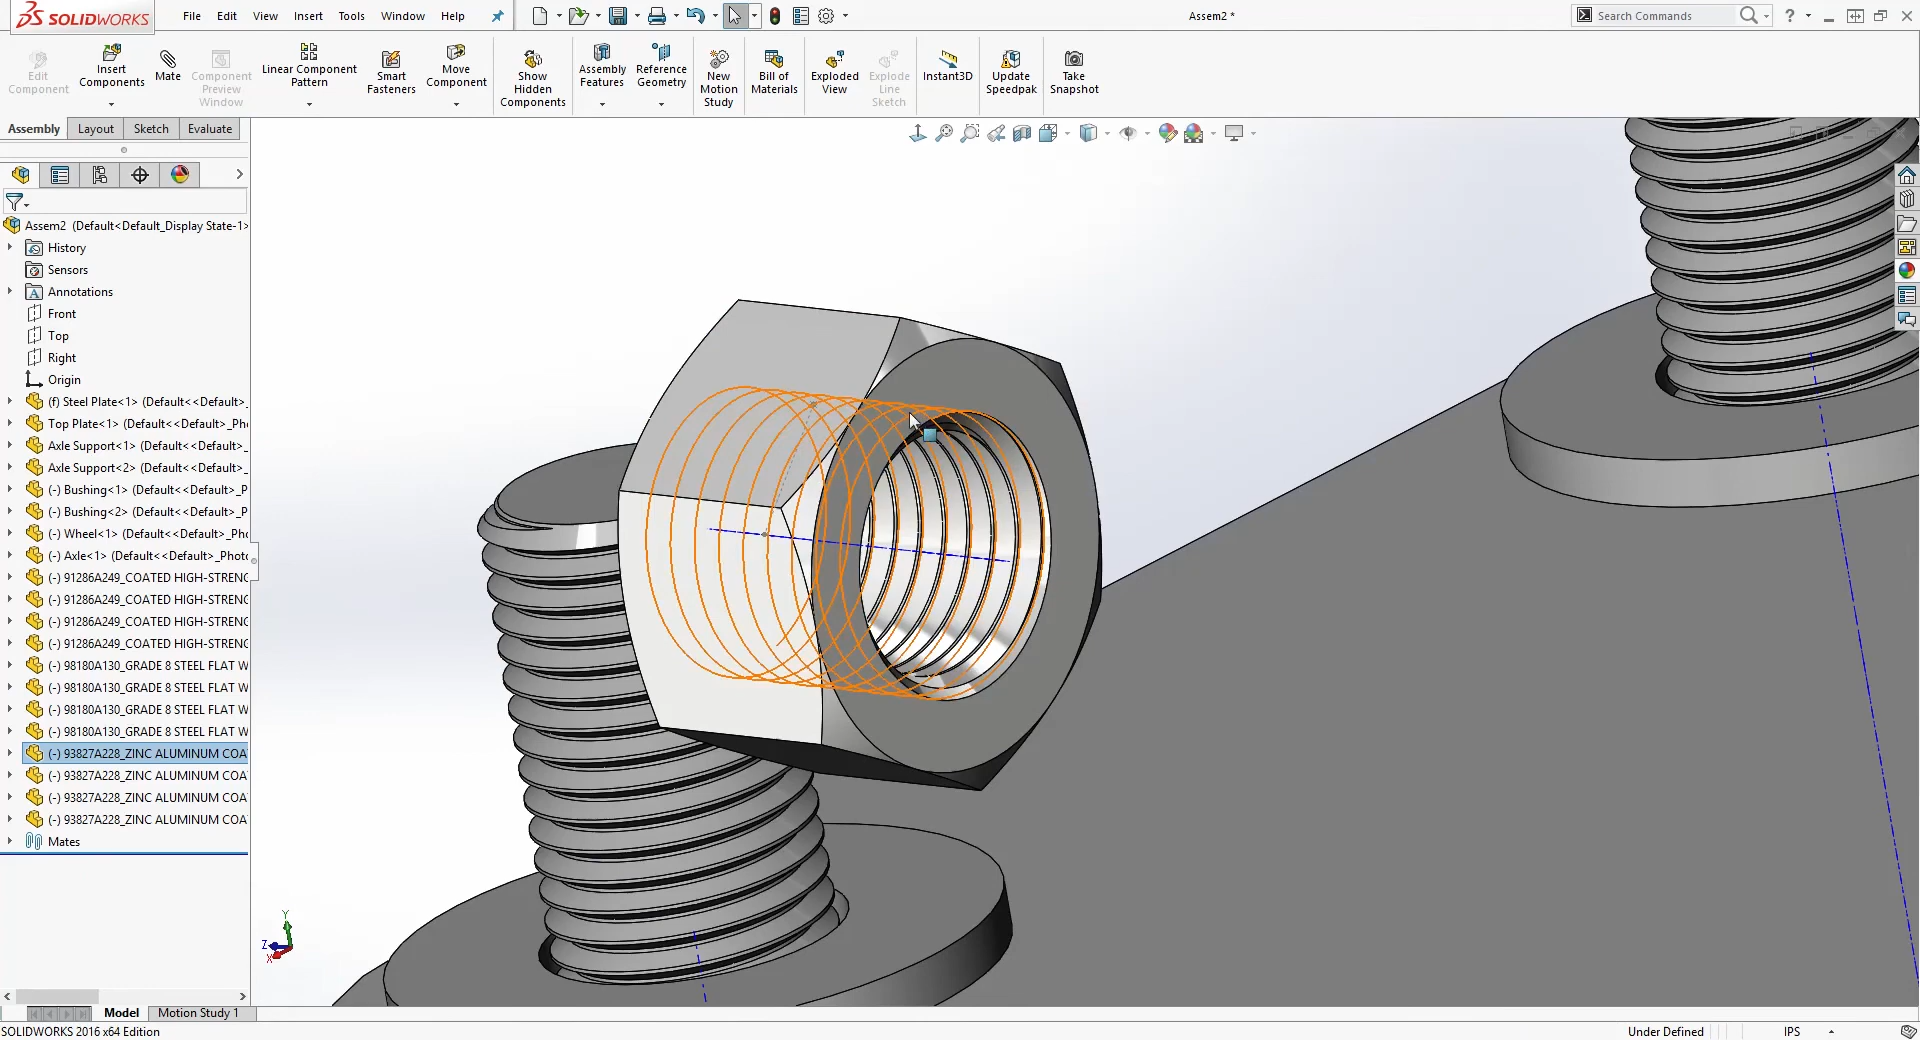 SOLIDWORKS
File Edit View Insert Tools Window Help
Assem2 *
Search Commands
Edit Component
Insert Components
Mate
Component Preview Window
Linear Component Pattern
Smart Fasteners
Move Component
Show Hidden Components
Assembly Features
Reference Geometry
New Motion Study
Bill of Materials
Exploded View
Explode Line Sketch
Instant3D
Update Speedpak
Take Snapshot
Assembly Layout Sketch Evaluate
Assem2 (Default<Default_Display State-1>
History
Sensors
Annotations
Front
Top
Right
Origin
(f) Steel Plate<1> (Default<<Default>_
Top Plate<1> (Default<<Default>_Pho
Axle Support<1> (Default<<Default>_
Axle Support<2> (Default<<Default>_
(-) Bushing<1> (Default<<Default>_P
(-) Bushing<2> (Default<<Default>_P
(-) Wheel<1> (Default<<Default>_Pho
(-) Axle<1> (Default<<Default>_Photo
(-) 91286A249_COATED HIGH-STRENG
(-) 91286A249_COATED HIGH-STRENG
(-) 91286A249_COATED HIGH-STRENG
(-) 91286A249_COATED HIGH-STRENG
(-) 98180A130_GRADE 8 STEEL FLAT W
(-) 98180A130_GRADE 8 STEEL FLAT W
(-) 98180A130_GRADE 8 STEEL FLAT W
(-) 98180A130_GRADE 8 STEEL FLAT W
(-) 93827A228_ZINC ALUMINUM COA
(-) 93827A228_ZINC ALUMINUM COA
(-) 93827A228_ZINC ALUMINUM COA
(-) 93827A228_ZINC ALUMINUM COA
Mates
Y
Z
X
Model Motion Study 1
SOLIDWORKS 2016 x64 Edition
Under Defined
IPS